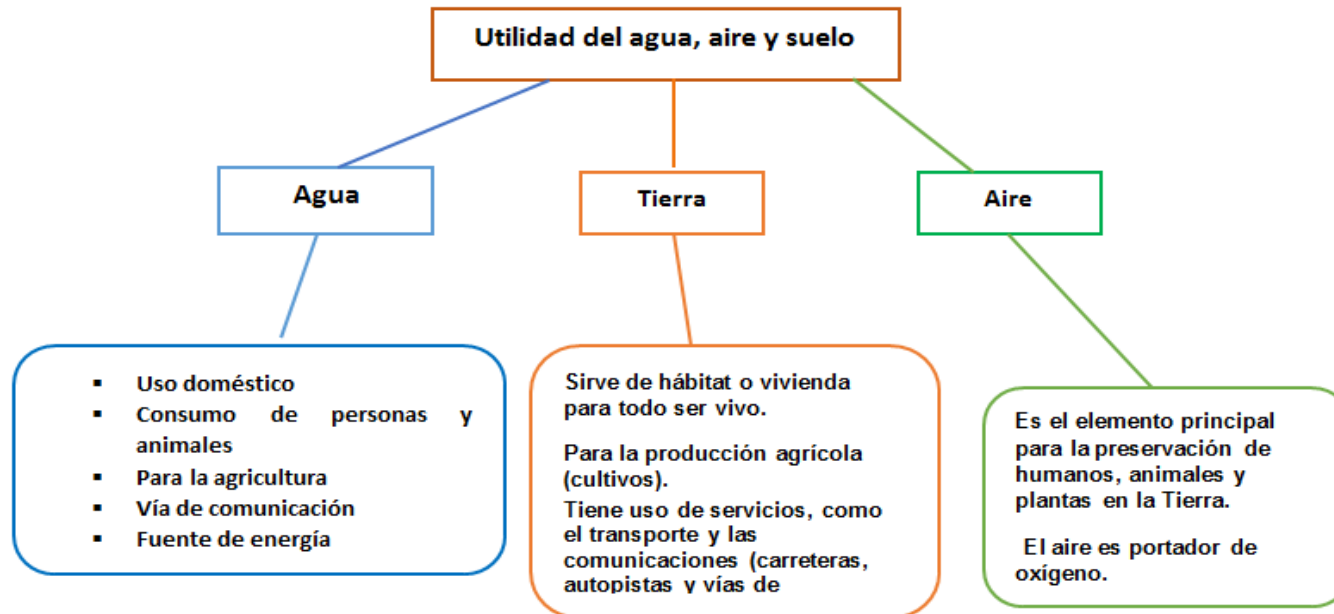 Utilidad del agua, aire y suelo
Agua
Tierra
Aire
▪ Uso doméstico
▪ Consumo de personas y
animales
▪ Para la agricultura
▪ Vía de comunicación
▪ Fuente de energía
Sirve de hábitat o vivienda
para todo ser vivo.
Para la producción agrícola
(cultivos).
Tiene uso de servicios, como
el transporte y las
comunicaciones (carreteras,
autopistas y vías de
Es el elemento principal
para la preservación de
humanos, animales y
plantas en la Tierra.
El aire es portador de
oxígeno.